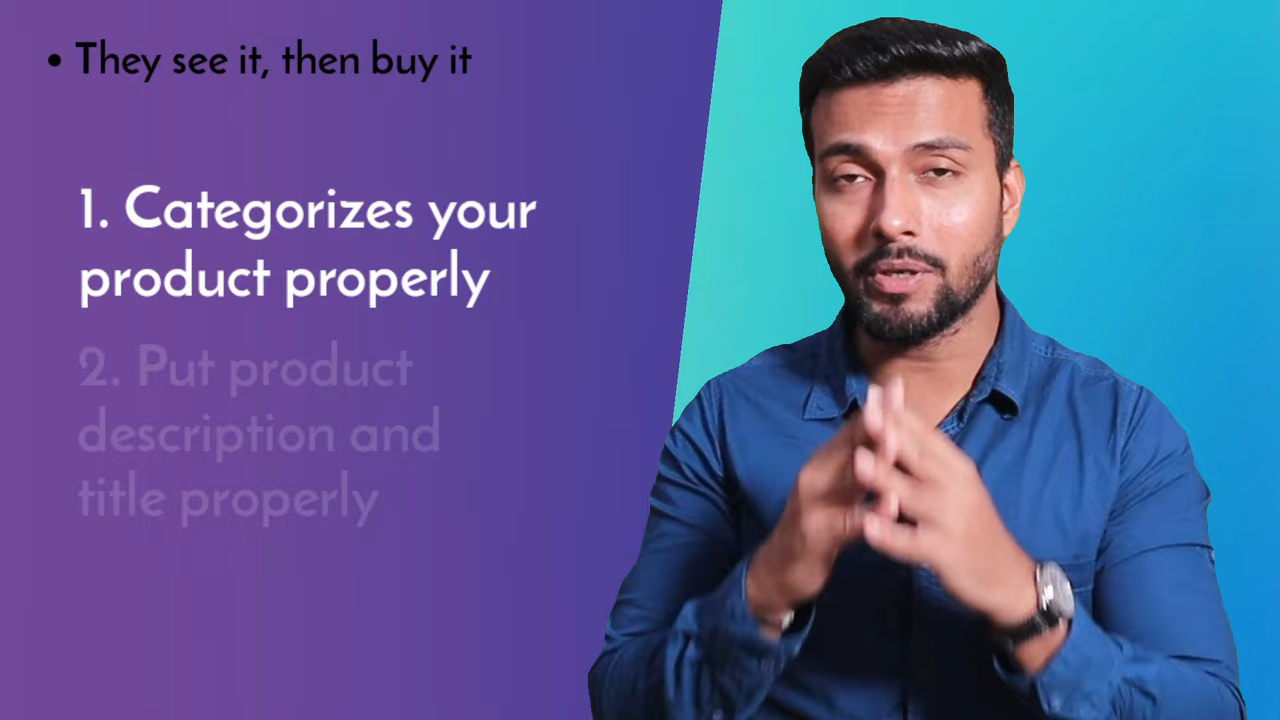 • They see it, then buy it
1. Categorizes your
product properly
2. Put product
description and
title properly